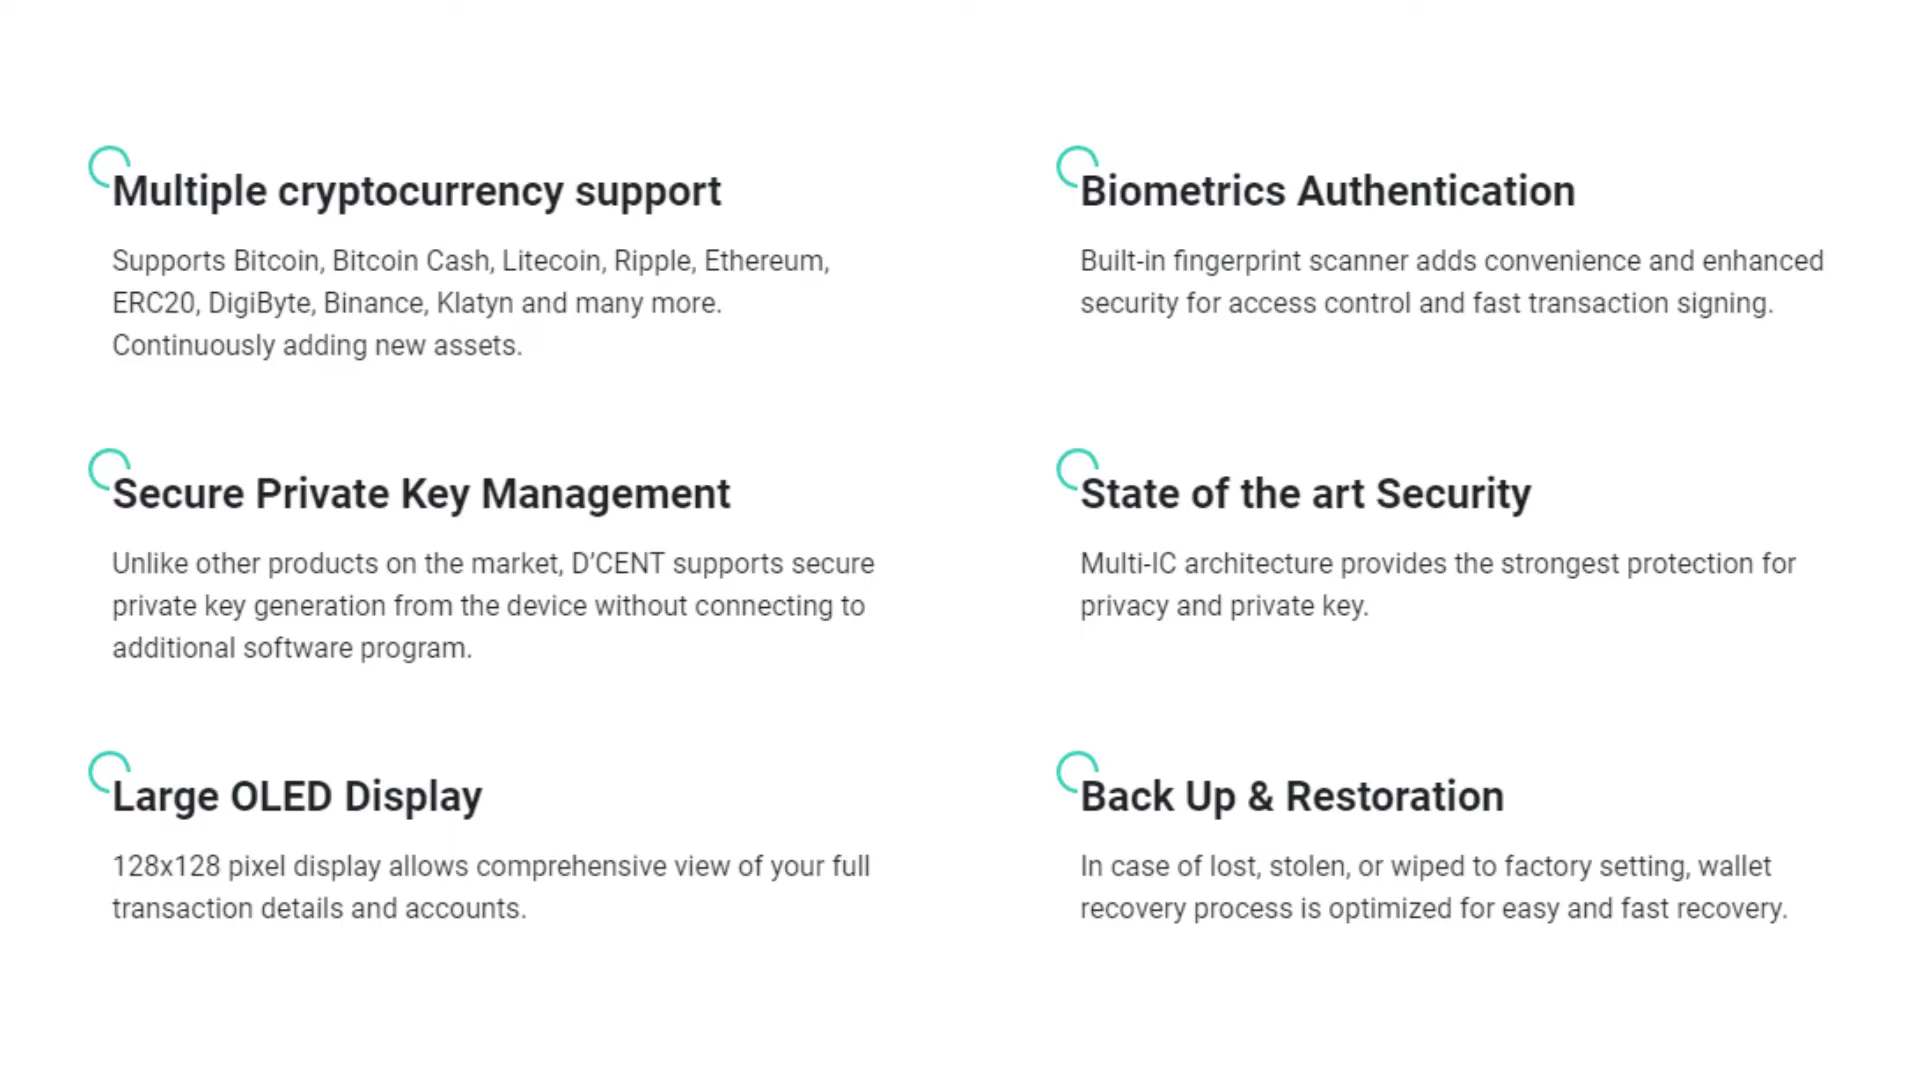 Multiple cryptocurrency support
Supports Bitcoin, Bitcoin Cash, Litecoin, Ripple, Ethereum,
ERC20, DigiByte, Binance, Klatyn and many more.
Continuously adding new assets.
Biometrics Authentication
Built-in fingerprint scanner adds convenience and enhanced
security for access control and fast transaction signing.
Secure Private Key Management
Unlike other products on the market, D’CENT supports secure
private key generation from the device without connecting to
additional software program.
State of the art Security
Multi-IC architecture provides the strongest protection for
privacy and private key.
Large OLED Display
128x128 pixel display allows comprehensive view of your full
transaction details and accounts.
Back Up & Restoration
In case of lost, stolen, or wiped to factory setting, wallet
recovery process is optimized for easy and fast recovery.